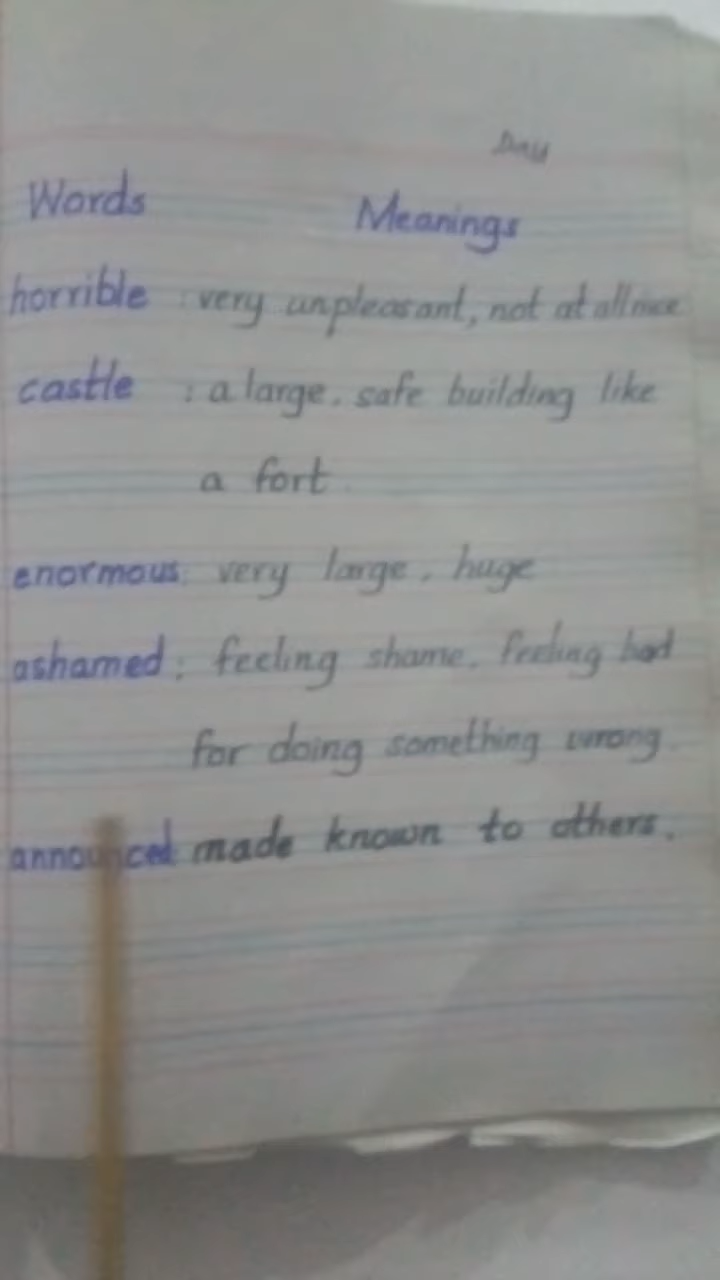 Day
Words Meanings
horrible : very unpleasant, not at all nice
castle : a large, safe building like
a fort.
enormous: very large, huge
ashamed : feeling shame, feeling bad
for doing something wrong.
announced made known to others.